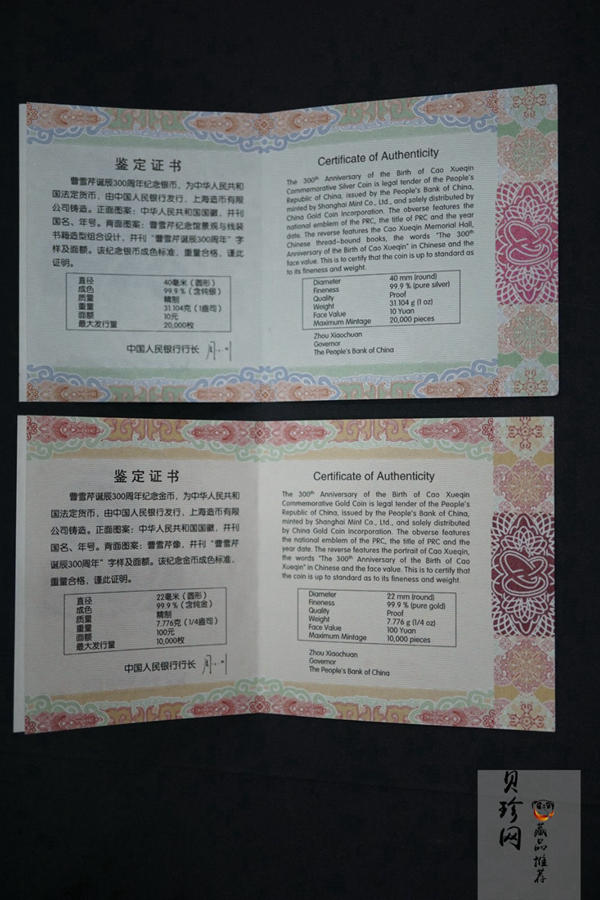 鉴定证书
曹雪芹诞辰300周年纪念银币，为中华人民共和
国法定货币，由中国人民银行发行，上海造币有限
公司铸造。正面图案：中华人民共和国国徽，并刊
国名、年号。背面图案：曹雪芹纪念馆景观与线装
书籍造型组合设计，并刊“曹雪芹诞辰300周年”字
样及面额。该纪念银币成色标准，重量合格，谨此
证明。
直径 40毫米（圆形）
成色 99.9％（含纯银）
质量 精制
重量 31.104克（1盎司）
面额 10元
最大发行量 20,000枚
中国人民银行行长
Certificate of Authenticity
The 300th Anniversary of the Birth of Cao Xueqin
Commemorative Silver Coin is legal tender of the People's
Republic of China, issued by the People's Bank of China,
minted by Shanghai Mint Co., Ltd., and solely distributed by
China Gold Coin Incorporation. The obverse features the
national emblem of the PRC, the title of PRC and the year
date. The reverse features the Cao Xueqin Memorial Hall,
Chinese thread-bound books, the words "The 300th
Anniversary of the Birth of Cao Xueqin" in Chinese and the
face value. This is to certify that the coin is up to standard as
to its fineness and weight.
Diameter 40 mm (round)
Fineness 99.9 % (pure silver)
Quality Proof
Weight 31.104 g (1 oz)
Face Value 10 Yuan
Maximum Mintage 20,000 pieces
Zhou Xiaochuan
Governor
The People's Bank of China
鉴定证书
曹雪芹诞辰300周年纪念金币，为中华人民共和
国法定货币，由中国人民银行发行，上海造币有限
公司铸造。正面图案：中华人民共和国国徽，并刊
国名、年号。背面图案：曹雪芹像，并刊“曹雪芹
诞辰300周年”字样及面额。该纪念金币成色标准，
重量合格，谨此证明。
直径 22毫米（圆形）
成色 99.9％（含纯金）
质量 精制
重量 7.776克（1/4盎司）
面额 100元
最大发行量 10,000枚
中国人民银行行长
Certificate of Authenticity
The 300th Anniversary of the Birth of Cao Xueqin
Commemorative Gold Coin is legal tender of the People's
Republic of China, issued by the People's Bank of China,
minted by Shanghai Mint Co., Ltd., and solely distributed
by China Gold Coin Incorporation. The obverse features
the national emblem of the PRC, the title of PRC and the
year date. The reverse features the portrait of Cao Xueqin,
the words "The 300th Anniversary of the Birth of Cao
Xueqin" in Chinese and the face value. This is to certify that
the coin is up to standard as to its fineness and weight.
Diameter 22 mm (round)
Fineness 99.9 % (pure gold)
Quality Proof
Weight 7.776 g (1/4 oz)
Face Value 100 Yuan
Maximum Mintage 10,000 pieces
Zhou Xiaochuan
Governor
The People's Bank of China
贝珍网
藏品推荐